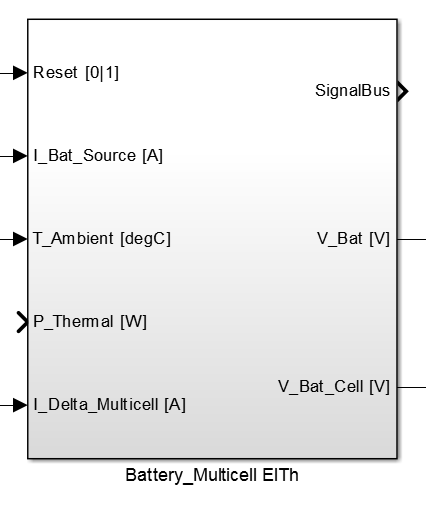 Reset [0|1]
SignalBus
I_Bat_Source [A]
T_Ambient [degC]
V_Bat [V]
P_Thermal [W]
V_Bat_Cell [V]
I_Delta_Multicell [A]
Battery_Multicell ElTh